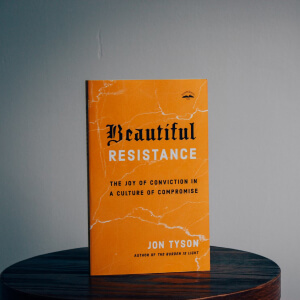 Beautiful
RESISTANCE
THE JOY OF CONVICTION IN
A CULTURE OF COMPROMISE
JON TYSON
AUTHOR OF THE BURDEN IS LIGHT